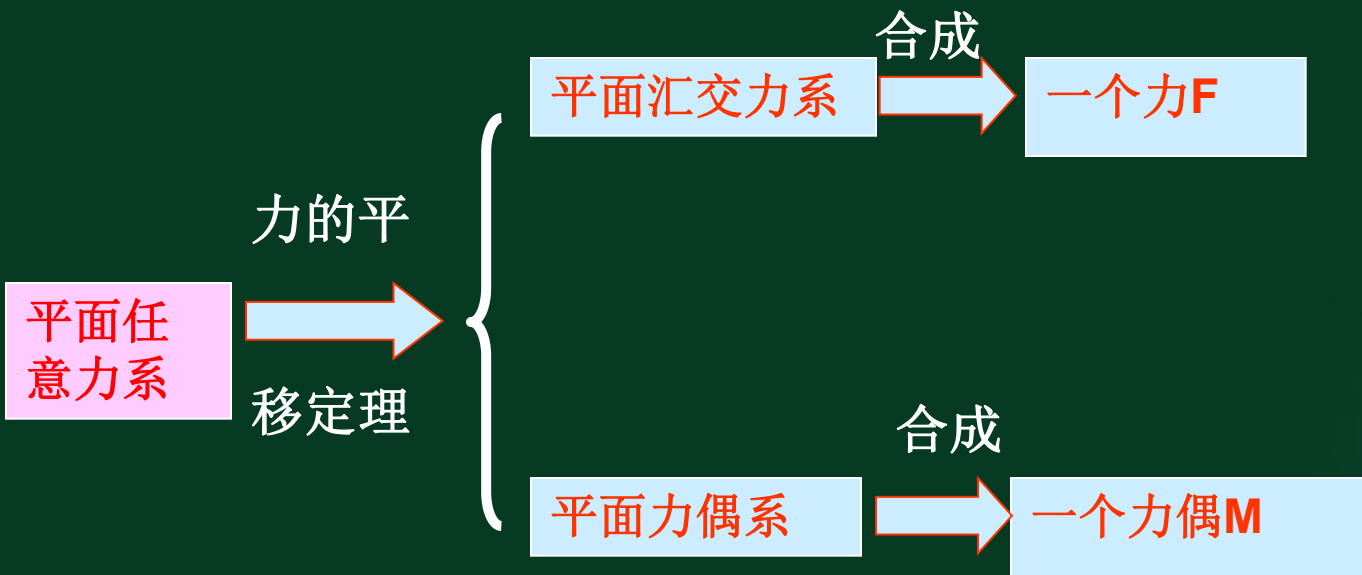 合成
平面汇交力系
一个力F
力的平
平面任
意力系
移定理
合成
平面力偶系
一个力偶M